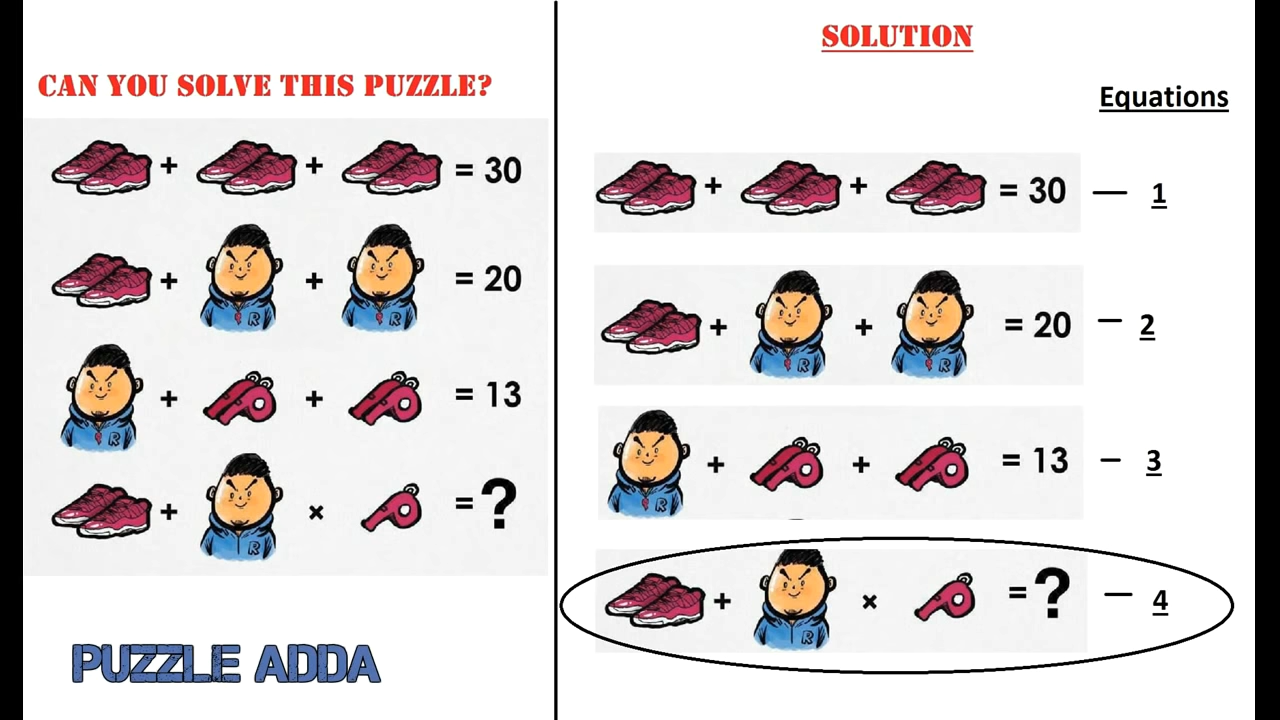 CAN YOU SOLVE THIS PUZZLE?
+ + = 30
+ + = 20
R R
+ + = 13
R
+ × = ?
R
PUZZLE ADDA
SOLUTION
Equations
+ + = 30 — 1
+ + = 20 — 2
R R
+ + = 13 — 3
R
+ × = ? — 4
R